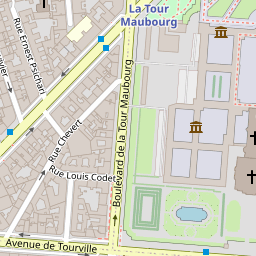 La Tour
Maubourg
Rue Ernest Psichari
Boulevard de la Tour Maubourg
Rue Chevert
Rue Louis Codet
Avenue de Tourville